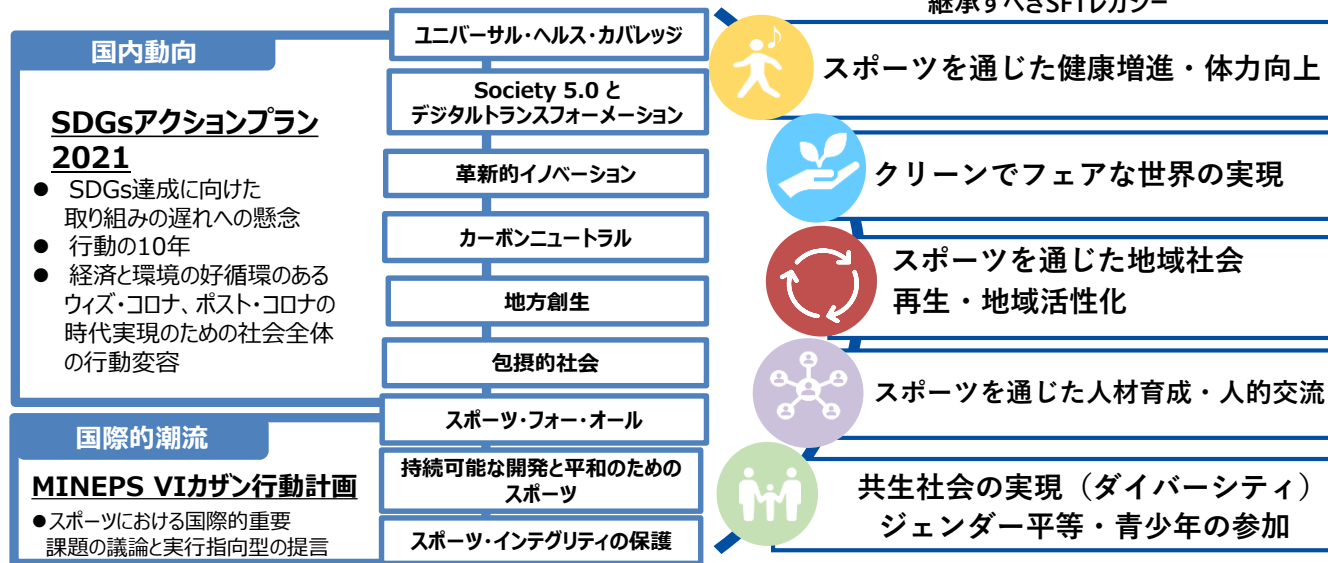 継承すべきSFTレガシー
国内動向
SDGsアクションプラン
2021
● SDGs達成に向けた
取り組みの遅れへの懸念
● 行動の10年
● 経済と環境の好循環のある
ウィズ・コロナ、ポスト・コロナの
時代実現のための社会全体
の行動変容
国際的潮流
MINEPS VIカザン行動計画
●スポーツにおける国際的重要
課題の議論と実行指向型の提言
ユニバーサル・ヘルス・カバレッジ
Society 5.0 と
デジタルトランスフォーメーション
革新的イノベーション
カーボンニュートラル
地方創生
包摂的社会
スポーツ・フォー・オール
持続可能な開発と平和のための
スポーツ
スポーツ・インテグリティの保護
スポーツを通じた健康増進・体力向上
クリーンでフェアな世界の実現
スポーツを通じた地域社会
再生・地域活性化
スポーツを通じた人材育成・人的交流
共生社会の実現（ダイバーシティ）
ジェンダー平等・青少年の参加